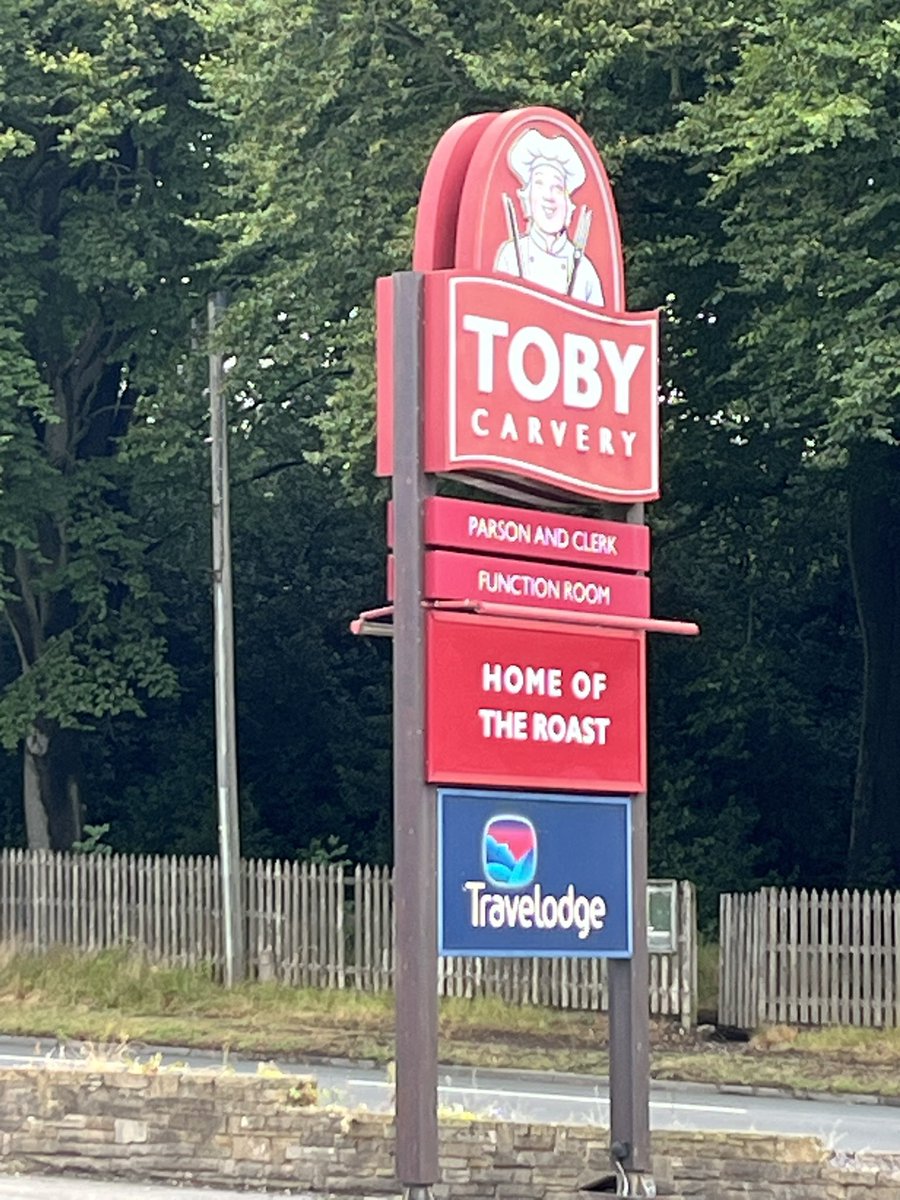 TOBY
CARVERY
PARSON AND CLERK
FUNCTION ROOM
HOME OF
THE ROAST
Travelodge